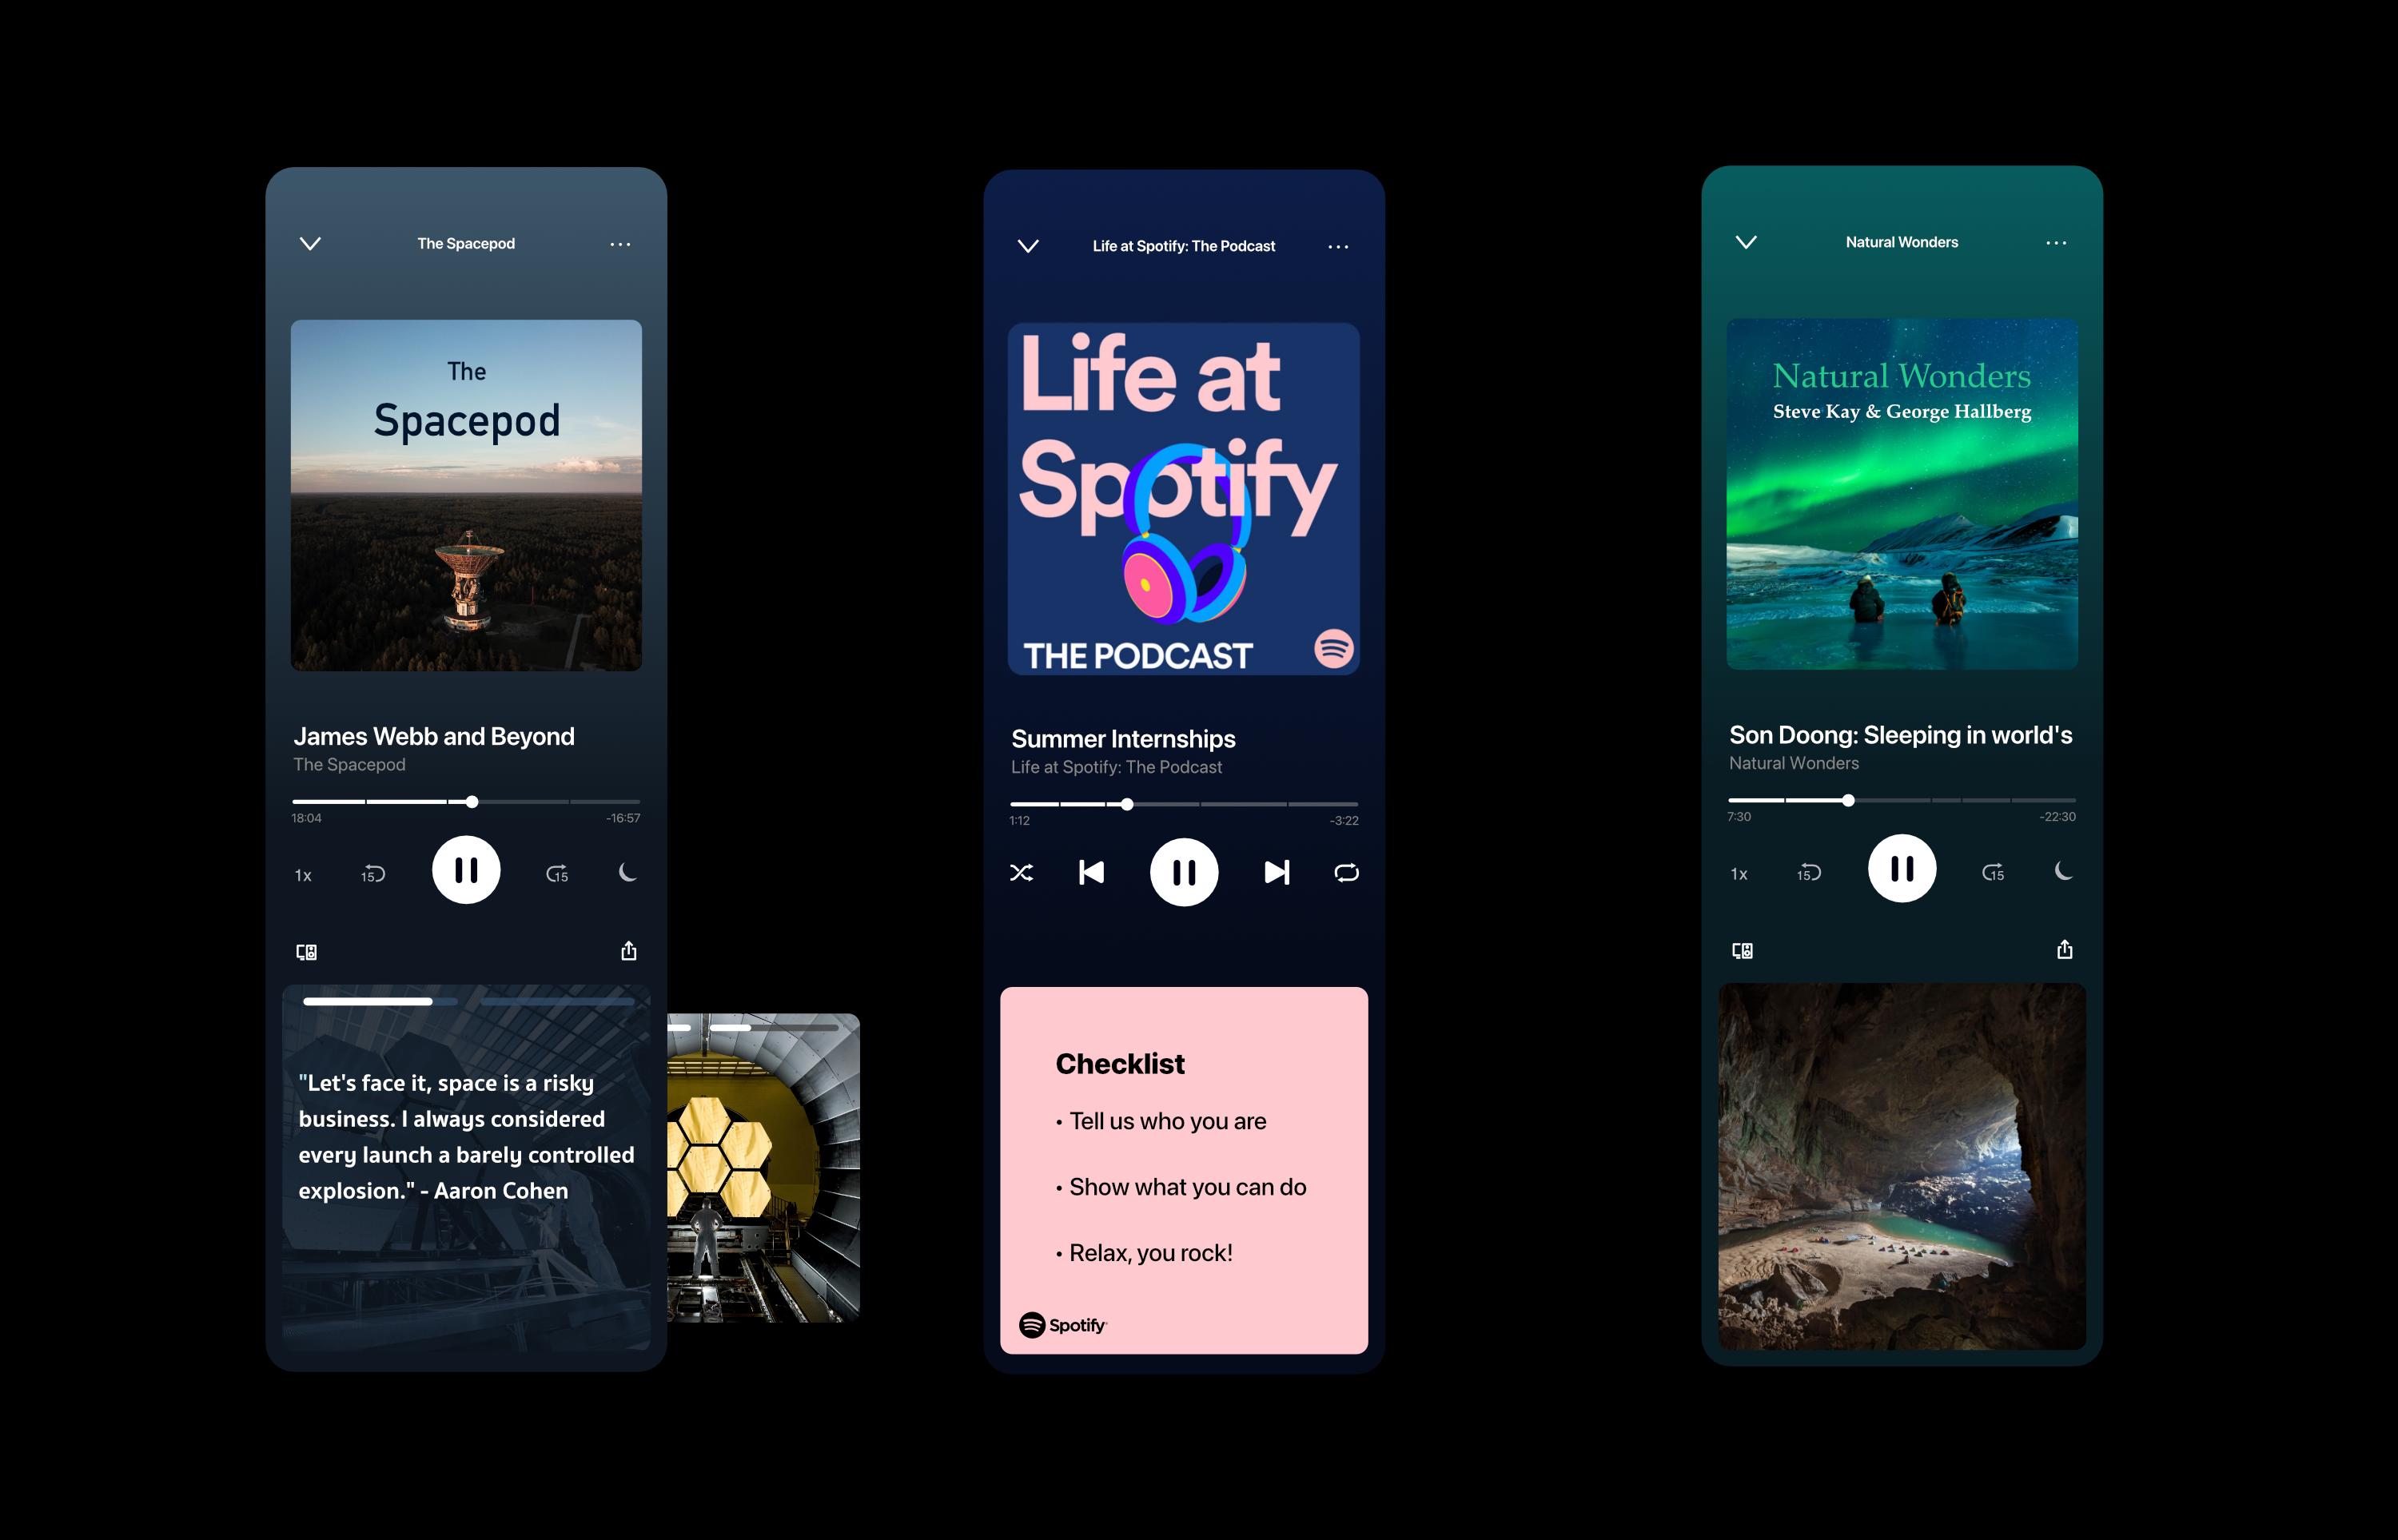 The Spacepod
The
Spacepod
James Webb and Beyond
The Spacepod
18:04 -16:57
1x 15 15
"Let's face it, space is a risky
business. I always considered
every launch a barely controlled
explosion." - Aaron Cohen
Life at Spotify: The Podcast
Life at
Spotify
THE PODCAST
Summer Internships
Life at Spotify: The Podcast
1:12 -3:22
Checklist
• Tell us who you are
• Show what you can do
• Relax, you rock!
Spotify
Natural Wonders
Natural Wonders
Steve Kay & George Hallberg
Son Doong: Sleeping in world's
Natural Wonders
7:30 -22:30
1x 15 15